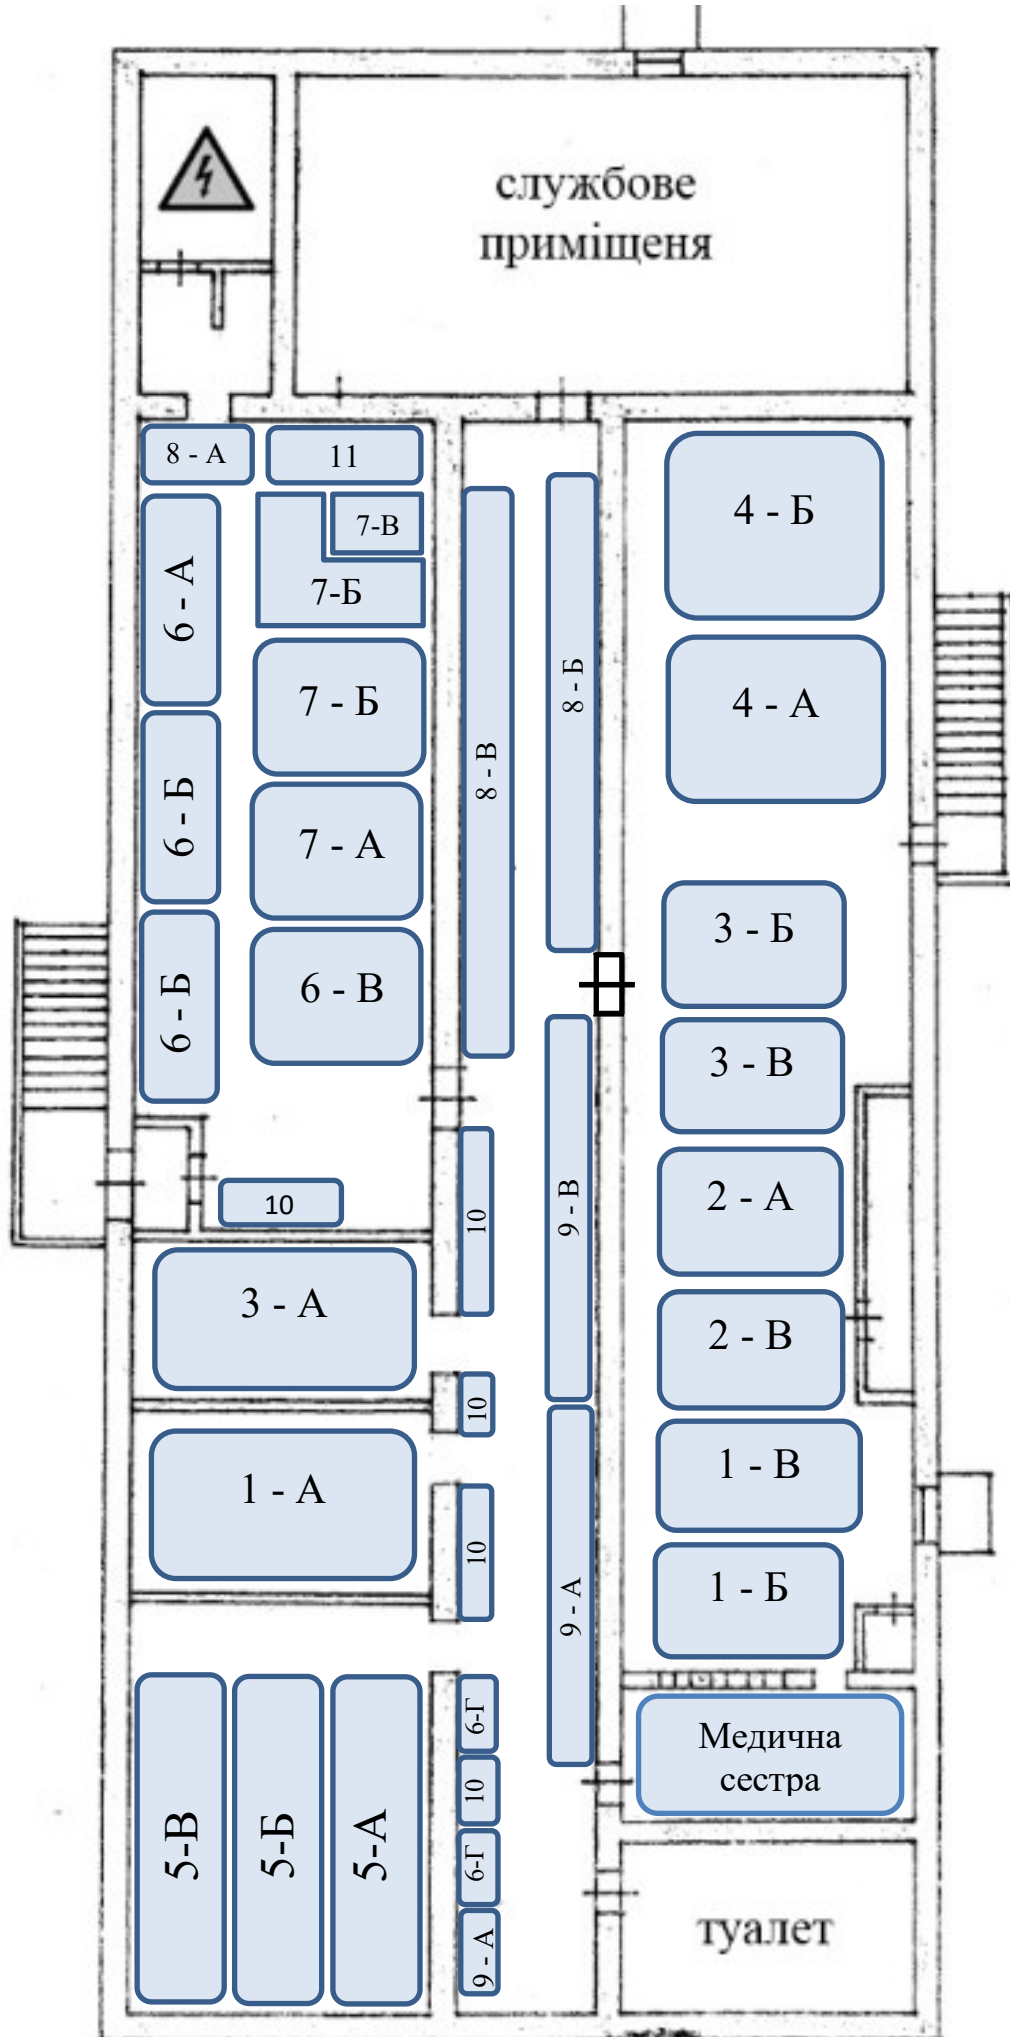 службове
приміщеня
8 - А
11
7-В
7-Б
6 - А
7 - Б
6 - Б
7 - А
6 - Б
6 - В
10
3 - А
1 - А
5-В
5-Б
5-А
8 - В
8 - Б
10
9 - В
10
10
9 - А
6-Г
10
6-Г
9 - А
4 - Б
4 - А
3 - Б
3 - В
2 - А
2 - В
1 - В
1 - Б
Медична
сестра
туалет